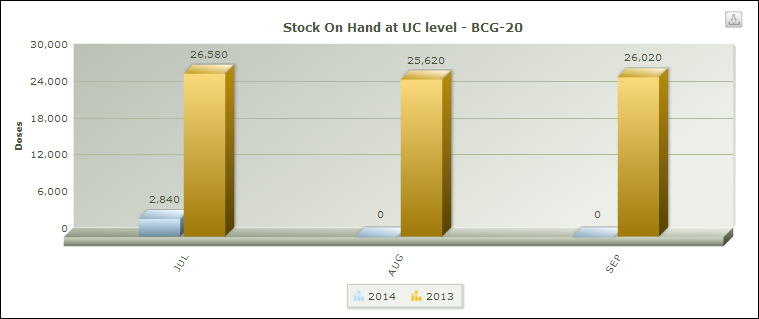 Stock On Hand at UC level - BCG-20
30,000
24,000
18,000
12,000
6,000
0
Doses
2,840
26,580
0
25,620
0
26,020
JUL
AUG
SEP
2014
2013